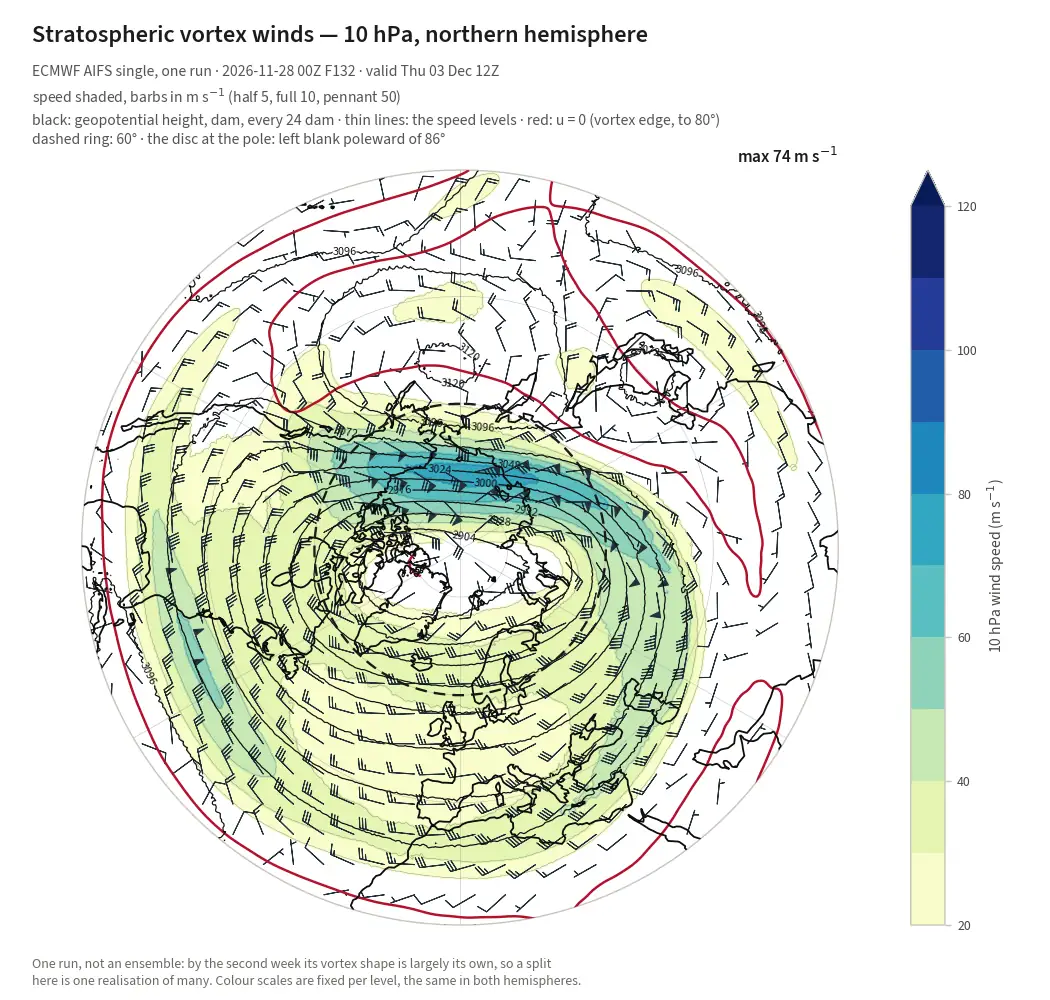 Stratospheric vortex winds — 10 hPa, northern hemisphere
ECMWF AIFS single, one run · 2026-11-28 00Z F132 · valid Thu 03 Dec 12Z
speed shaded, barbs in m s⁻¹ (half 5, full 10, pennant 50)
black: geopotential height, dam, every 24 dam · thin lines: the speed levels · red: u = 0 (vortex edge, to 80°)
dashed ring: 60° · the disc at the pole: left blank poleward of 86°
max 74 m s⁻¹
120
100
80
60
40
20
10 hPa wind speed (m s⁻¹)
3096
3096
3096
3120
3120
3096
3072
3048
3024
3000
2976
2952
2928
2904
3096
One run, not an ensemble: by the second week its vortex shape is largely its own, so a split
here is one realisation of many. Colour scales are fixed per level, the same in both hemispheres.